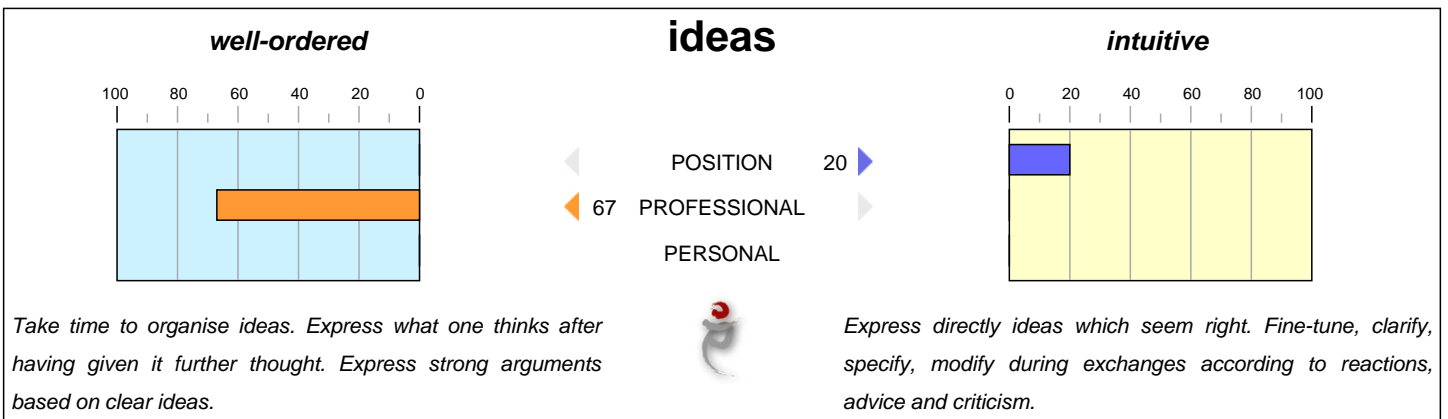 well-ordered
ideas
intuitive
100 80 60 40 20 0
0 20 40 60 80 100
POSITION 20
67 PROFESSIONAL
PERSONAL
Take time to organise ideas. Express what one thinks after
having given it further thought. Express strong arguments
based on clear ideas.
Express directly ideas which seem right. Fine-tune, clarify,
specify, modify during exchanges according to reactions,
advice and criticism.